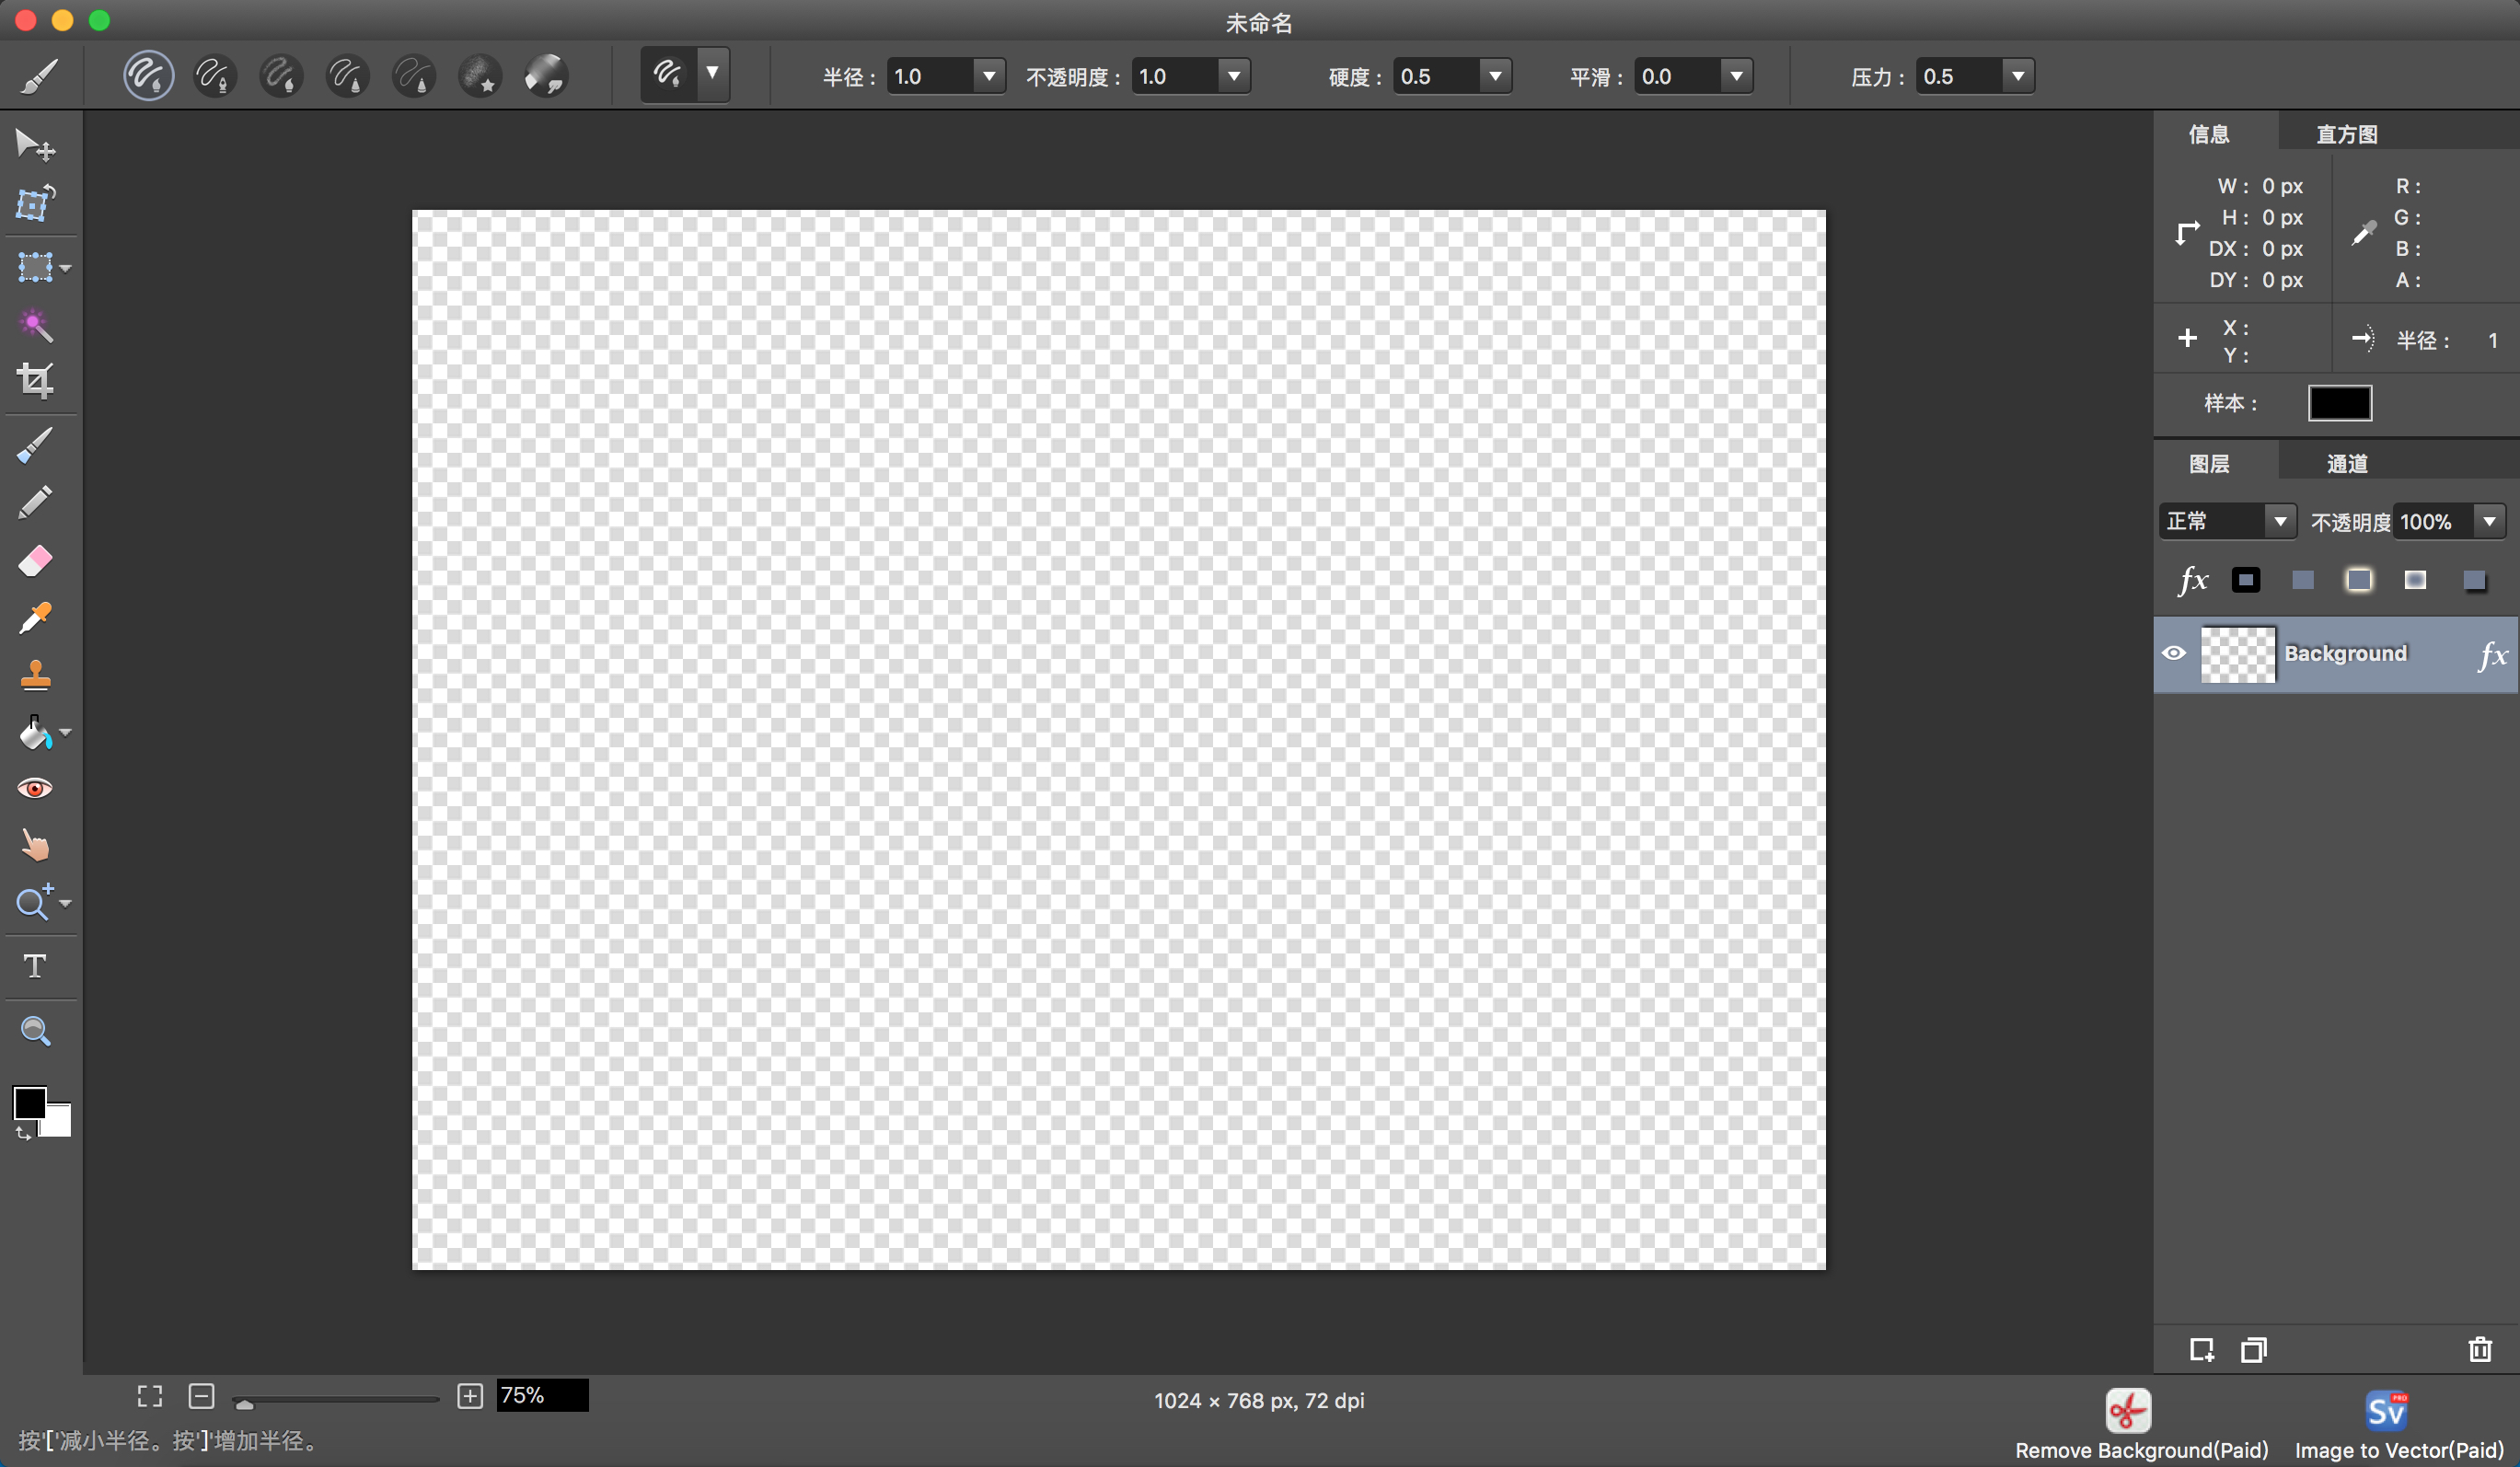 未命名
半径： 1.0 不透明度： 1.0 硬度： 0.5 平滑： 0.0 压力： 0.5
信息 直方图
W： 0 px R：
H： 0 px G：
DX： 0 px B：
DY： 0 px A：
X：
Y：
半径： 1
样本：
图层 通道
正常 不透明度 100%
fx
Background fx
T
75%
1024 × 768 px, 72 dpi
按'['减小半径。按']'增加半径。
PRO
Sv
Remove Background(Paid) Image to Vector(Paid)